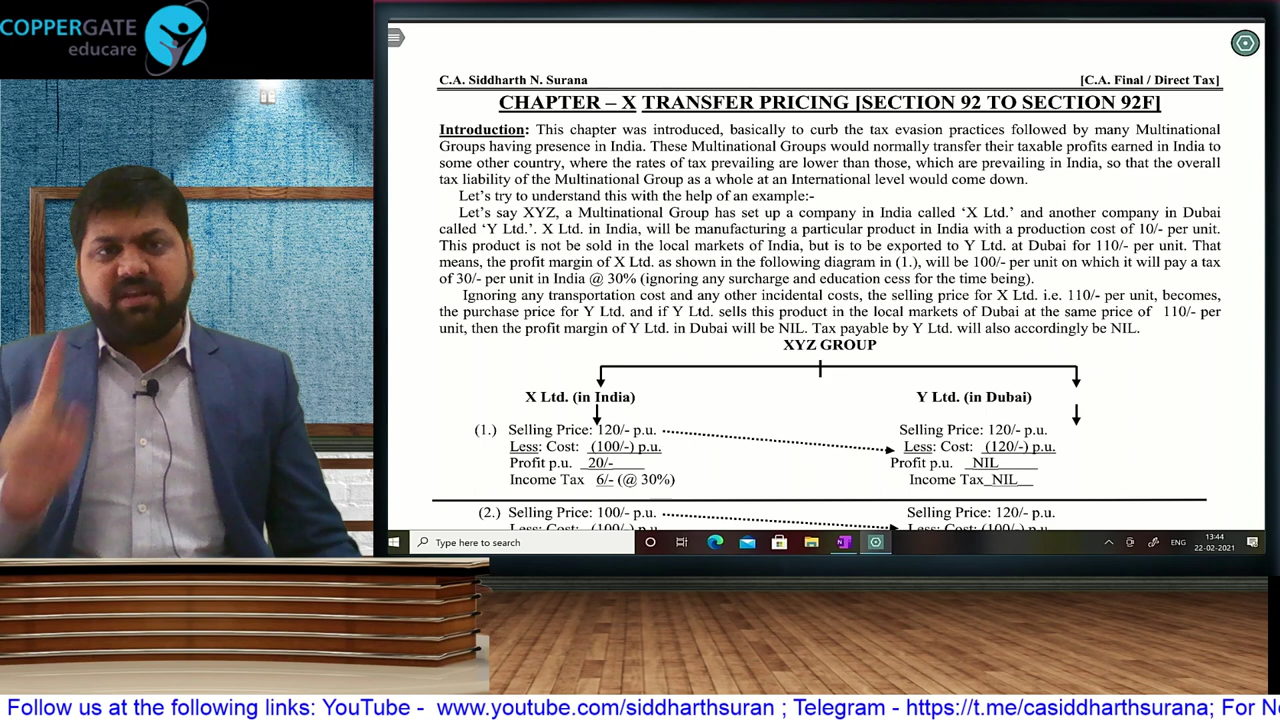 COPPERGATE
educare
C.A. Siddharth N. Surana [C.A. Final / Direct Tax]
CHAPTER – X TRANSFER PRICING [SECTION 92 TO SECTION 92F]
Introduction: This chapter was introduced, basically to curb the tax evasion practices followed by many Multinational
Groups having presence in India. These Multinational Groups would normally transfer their taxable profits earned in India to
some other country, where the rates of tax prevailing are lower than those, which are prevailing in India, so that the overall
tax liability of the Multinational Group as a whole at an International level would come down.
Let's try to understand this with the help of an example:-
Let's say XYZ, a Multinational Group has set up a company in India called 'X Ltd.' and another company in Dubai
called 'Y Ltd.'. X Ltd. in India, will be manufacturing a particular product in India with a production cost of 10/- per unit.
This product is not be sold in the local markets of India, but is to be exported to Y Ltd. at Dubai for 110/- per unit. That
means, the profit margin of X Ltd. as shown in the following diagram in (1.), will be 100/- per unit on which it will pay a tax
of 30/- per unit in India @ 30% (ignoring any surcharge and education cess for the time being).
Ignoring any transportation cost and any other incidental costs, the selling price for X Ltd. i.e. 110/- per unit, becomes,
the purchase price for Y Ltd. and if Y Ltd. sells this product in the local markets of Dubai at the same price of 110/- per
unit, then the profit margin of Y Ltd. in Dubai will be NIL. Tax payable by Y Ltd. will also accordingly be NIL.
XYZ GROUP
X Ltd. (in India) Y Ltd. (in Dubai)
(1.) Selling Price: 120/- p.u. Selling Price: 120/- p.u.
Less: Cost: (100/-) p.u. Less: Cost: (120/-) p.u.
Profit p.u. 20/- Profit p.u. NIL
Income Tax 6/- (@ 30%) Income Tax NIL
(2.) Selling Price: 100/- p.u. Selling Price: 120/- p.u.
Less: Cost: (100/-) p.u. Less: Cost: (100/-) p.u.
Type here to search
ENG
13:44
22-02-2021
Follow us at the following links: YouTube - www.youtube.com/siddharthsuran ; Telegram - https://t.me/casiddharthsurana; For N